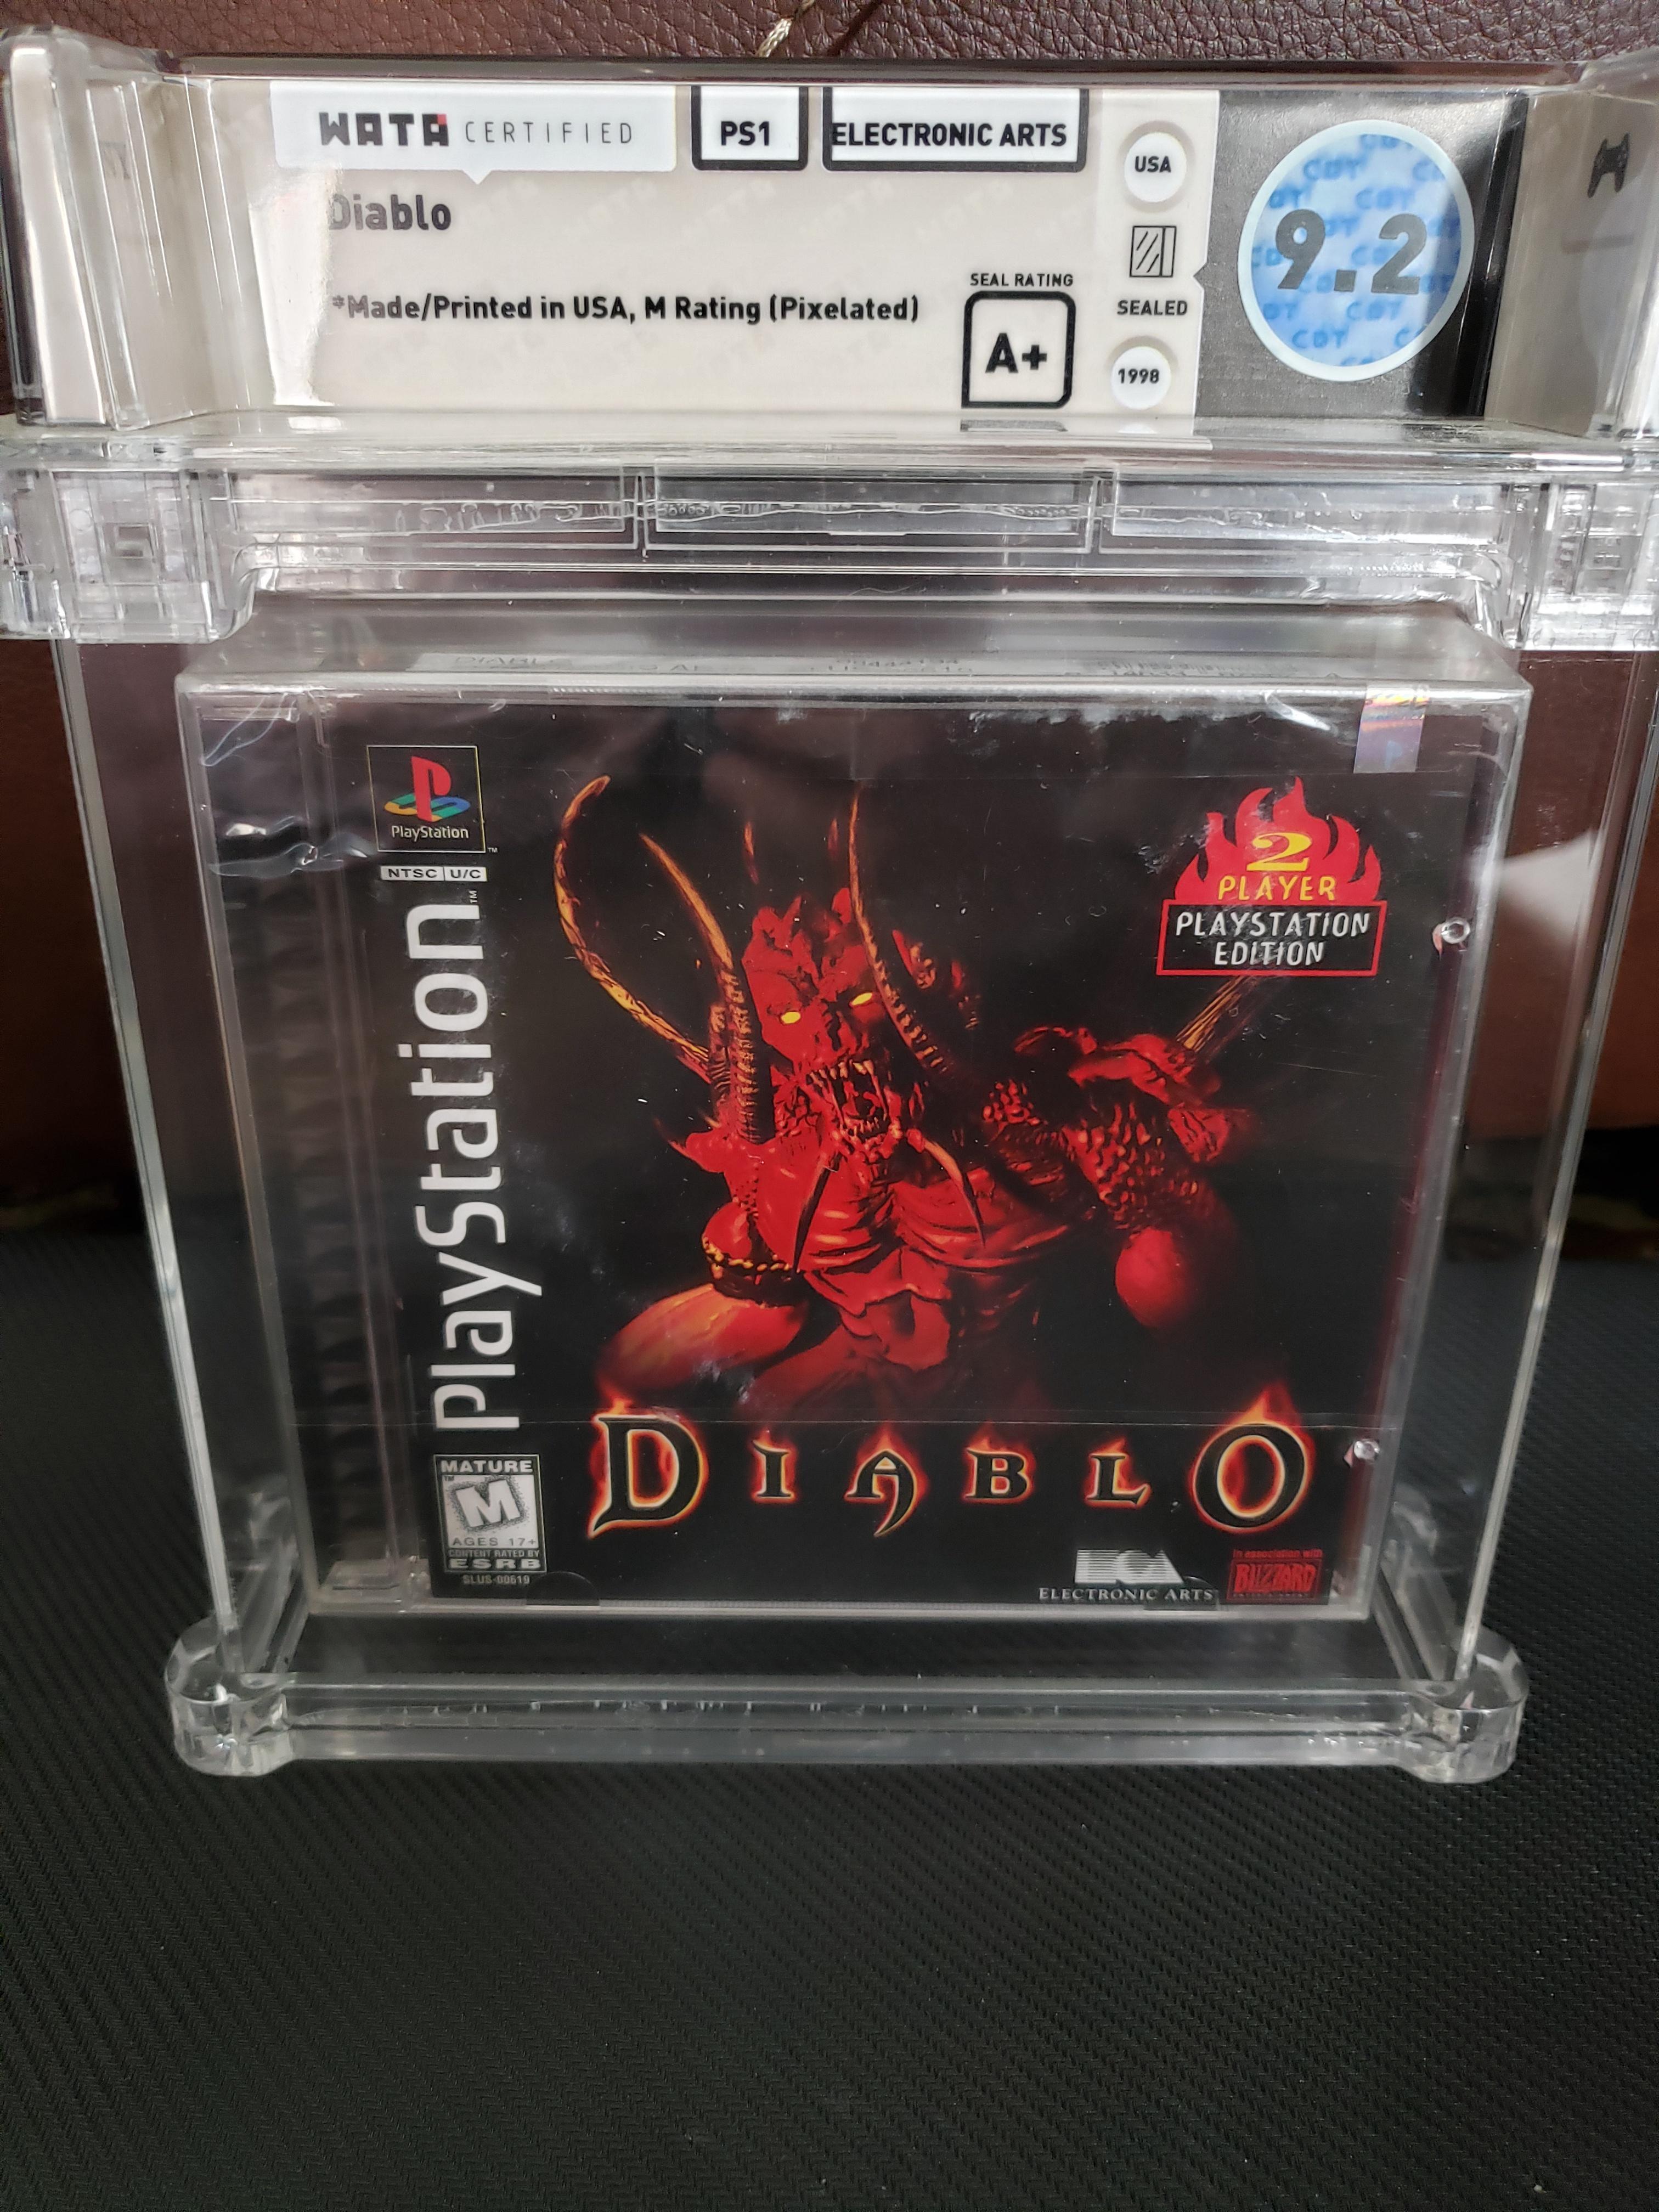 WATA CERTIFIED
PS1
ELECTRONIC ARTS
USA
Diablo
*Made/Printed in USA, M Rating (Pixelated)
SEAL RATING
A+
SEALED
1998
9.2
DIABLO
PlayStation
NTSC U/C
PlayStation
2
PLAYER
PLAYSTATION
EDITION
DIABLO
MATURE
M
AGES 17+
CONTENT RATED BY
ESRB
SLUS-00619
EA
ELECTRONIC ARTS
In association with
BLIZZARD